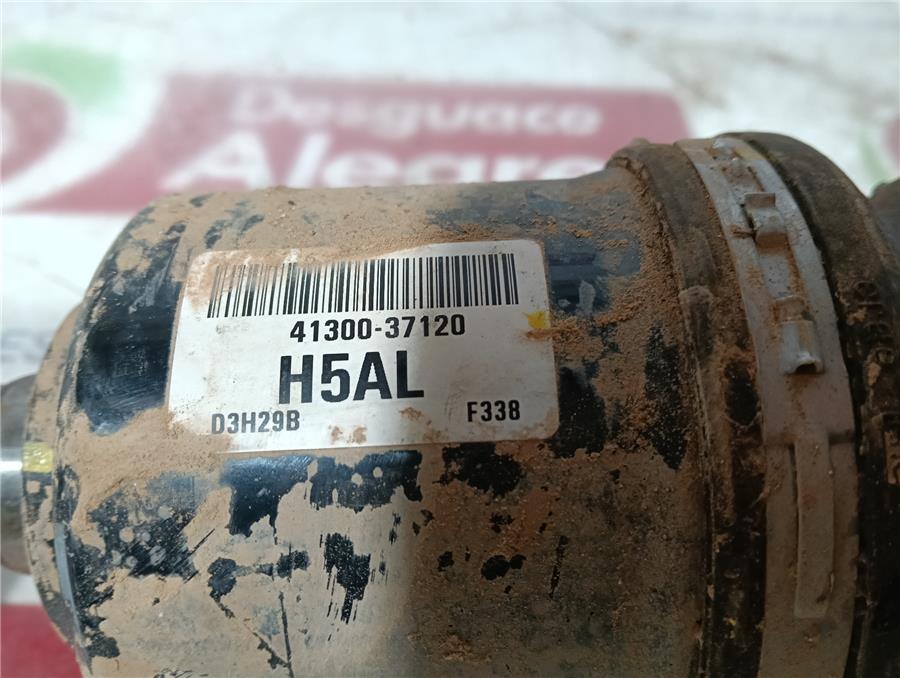 Desguace
Alegre
41300-37120
H5AL
D3H29B F338